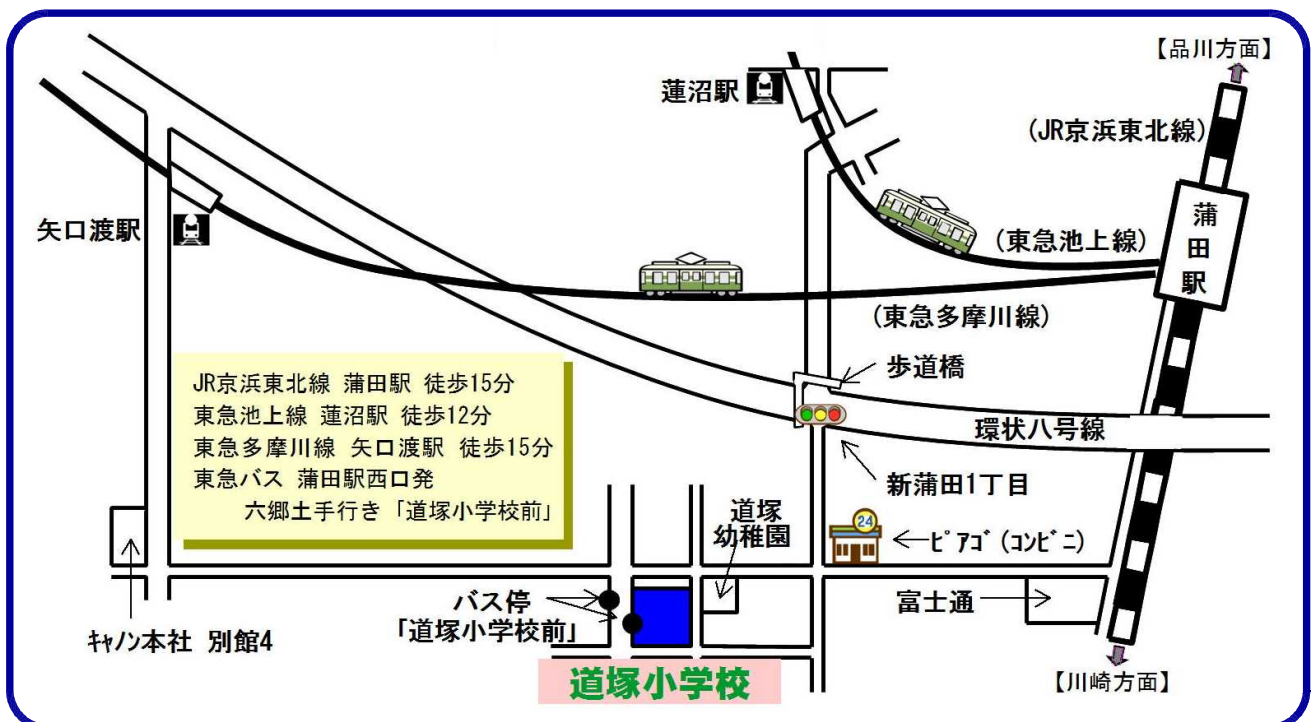 【品川方面】
蓮沼駅
(JR京浜東北線)
矢口渡駅
蒲田駅
(東急池上線)
(東急多摩川線)
歩道橋
JR京浜東北線 蒲田駅 徒歩15分
東急池上線 蓮沼駅 徒歩12分
東急多摩川線 矢口渡駅 徒歩15分
東急バス 蒲田駅西口発
六郷土手行き「道塚小学校前」
環状八号線
新蒲田1丁目
道塚
幼稚園
24
ピアゴ(コンビニ)
バス停
「道塚小学校前」
富士通
キャノン本社 別館4
道塚小学校
【川崎方面】